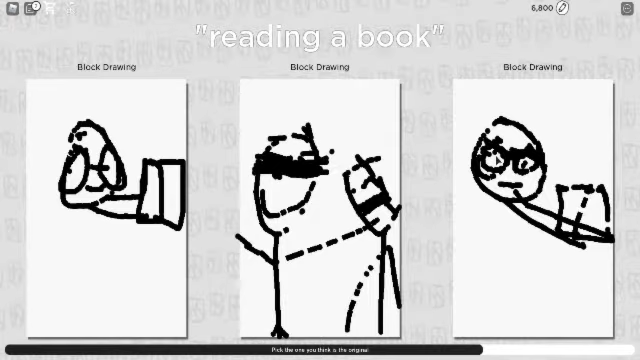 6,800
"reading a book"
Block Drawing
Block Drawing
Block Drawing
Pick the one you think is the original